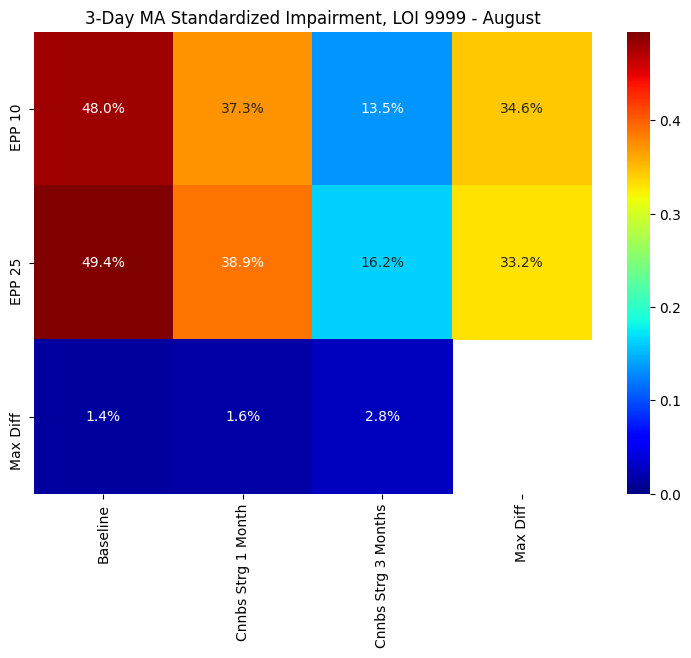 3-Day MA Standardized Impairment, LOI 9999 - August
EPP 10
48.0%
37.3%
13.5%
34.6%
EPP 25
49.4%
38.9%
16.2%
33.2%
Max Diff
1.4%
1.6%
2.8%
Baseline
Cnnbs Strg 1 Month
Cnnbs Strg 3 Months
Max Diff
0.4
0.3
0.2
0.1
0.0